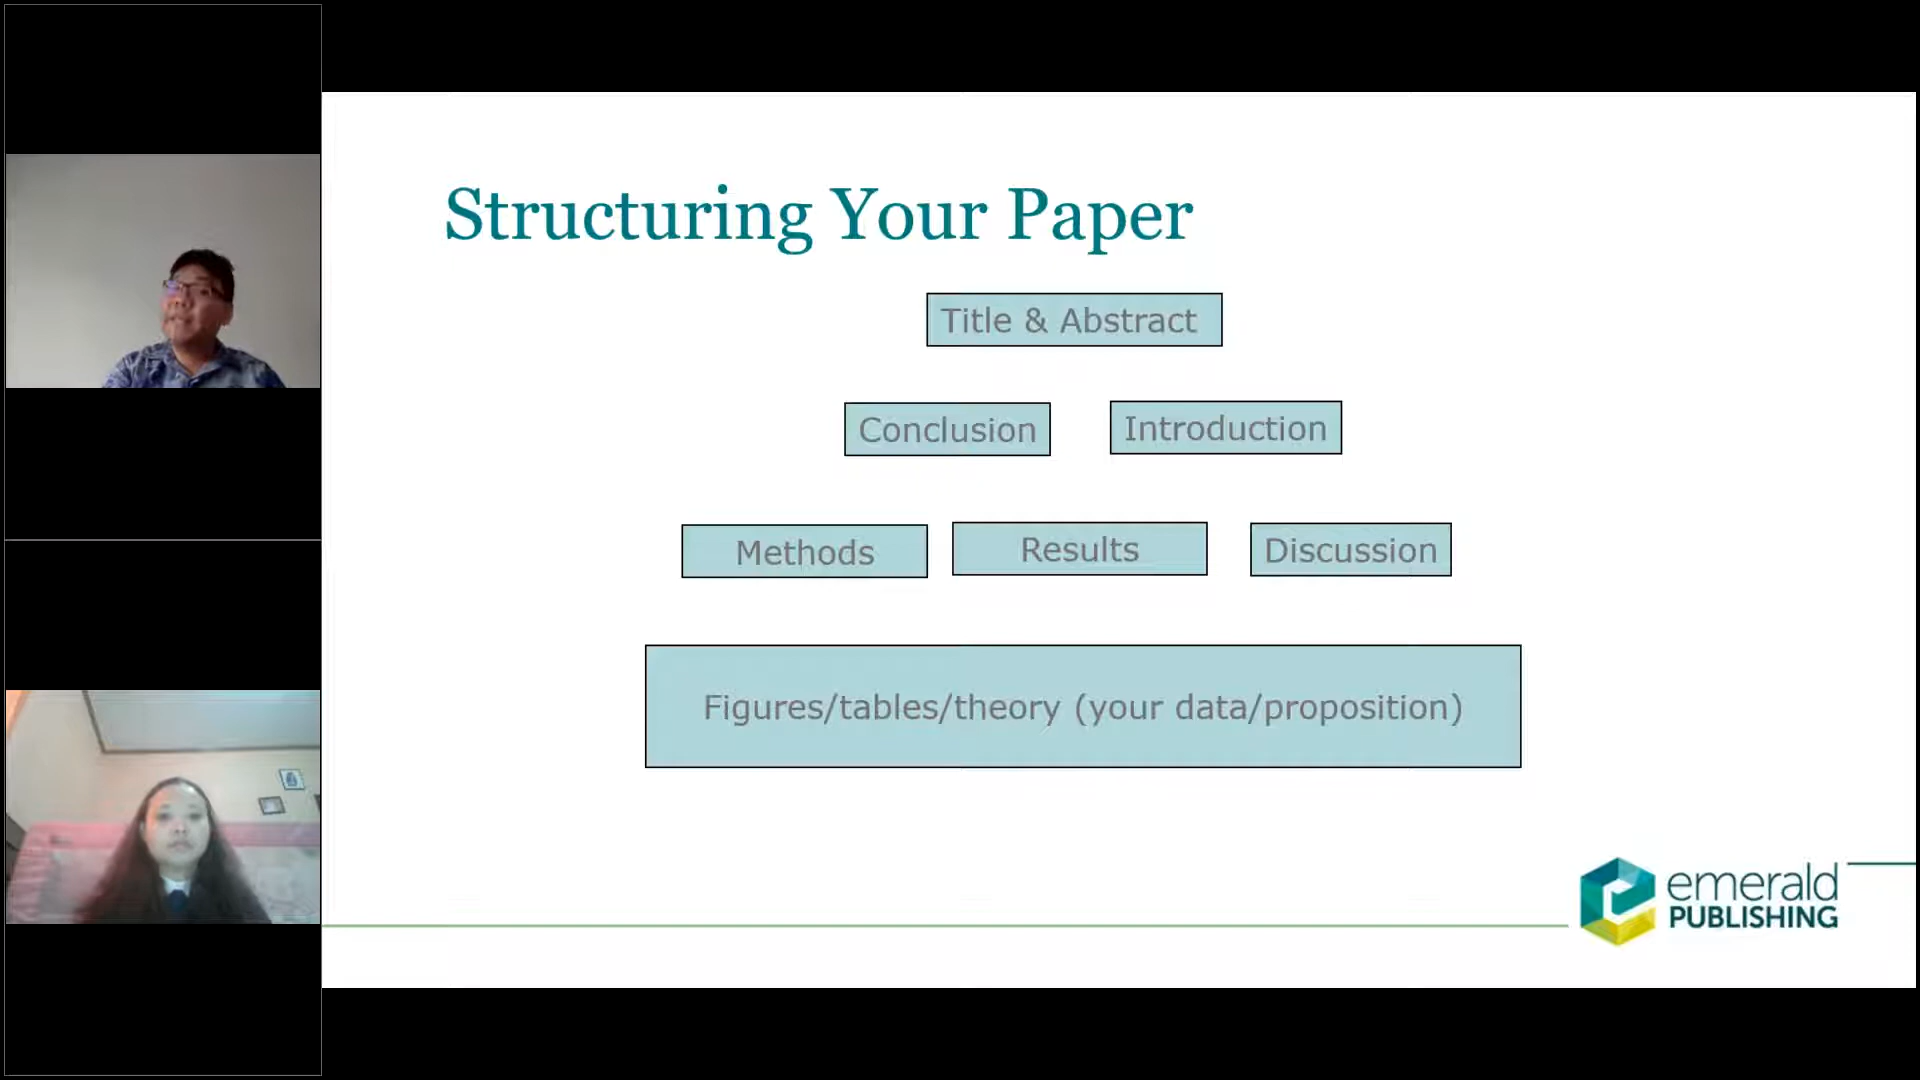 Structuring Your Paper
Title & Abstract
Conclusion
Introduction
Methods
Results
Discussion
Figures/tables/theory (your data/proposition)
emerald
PUBLISHING